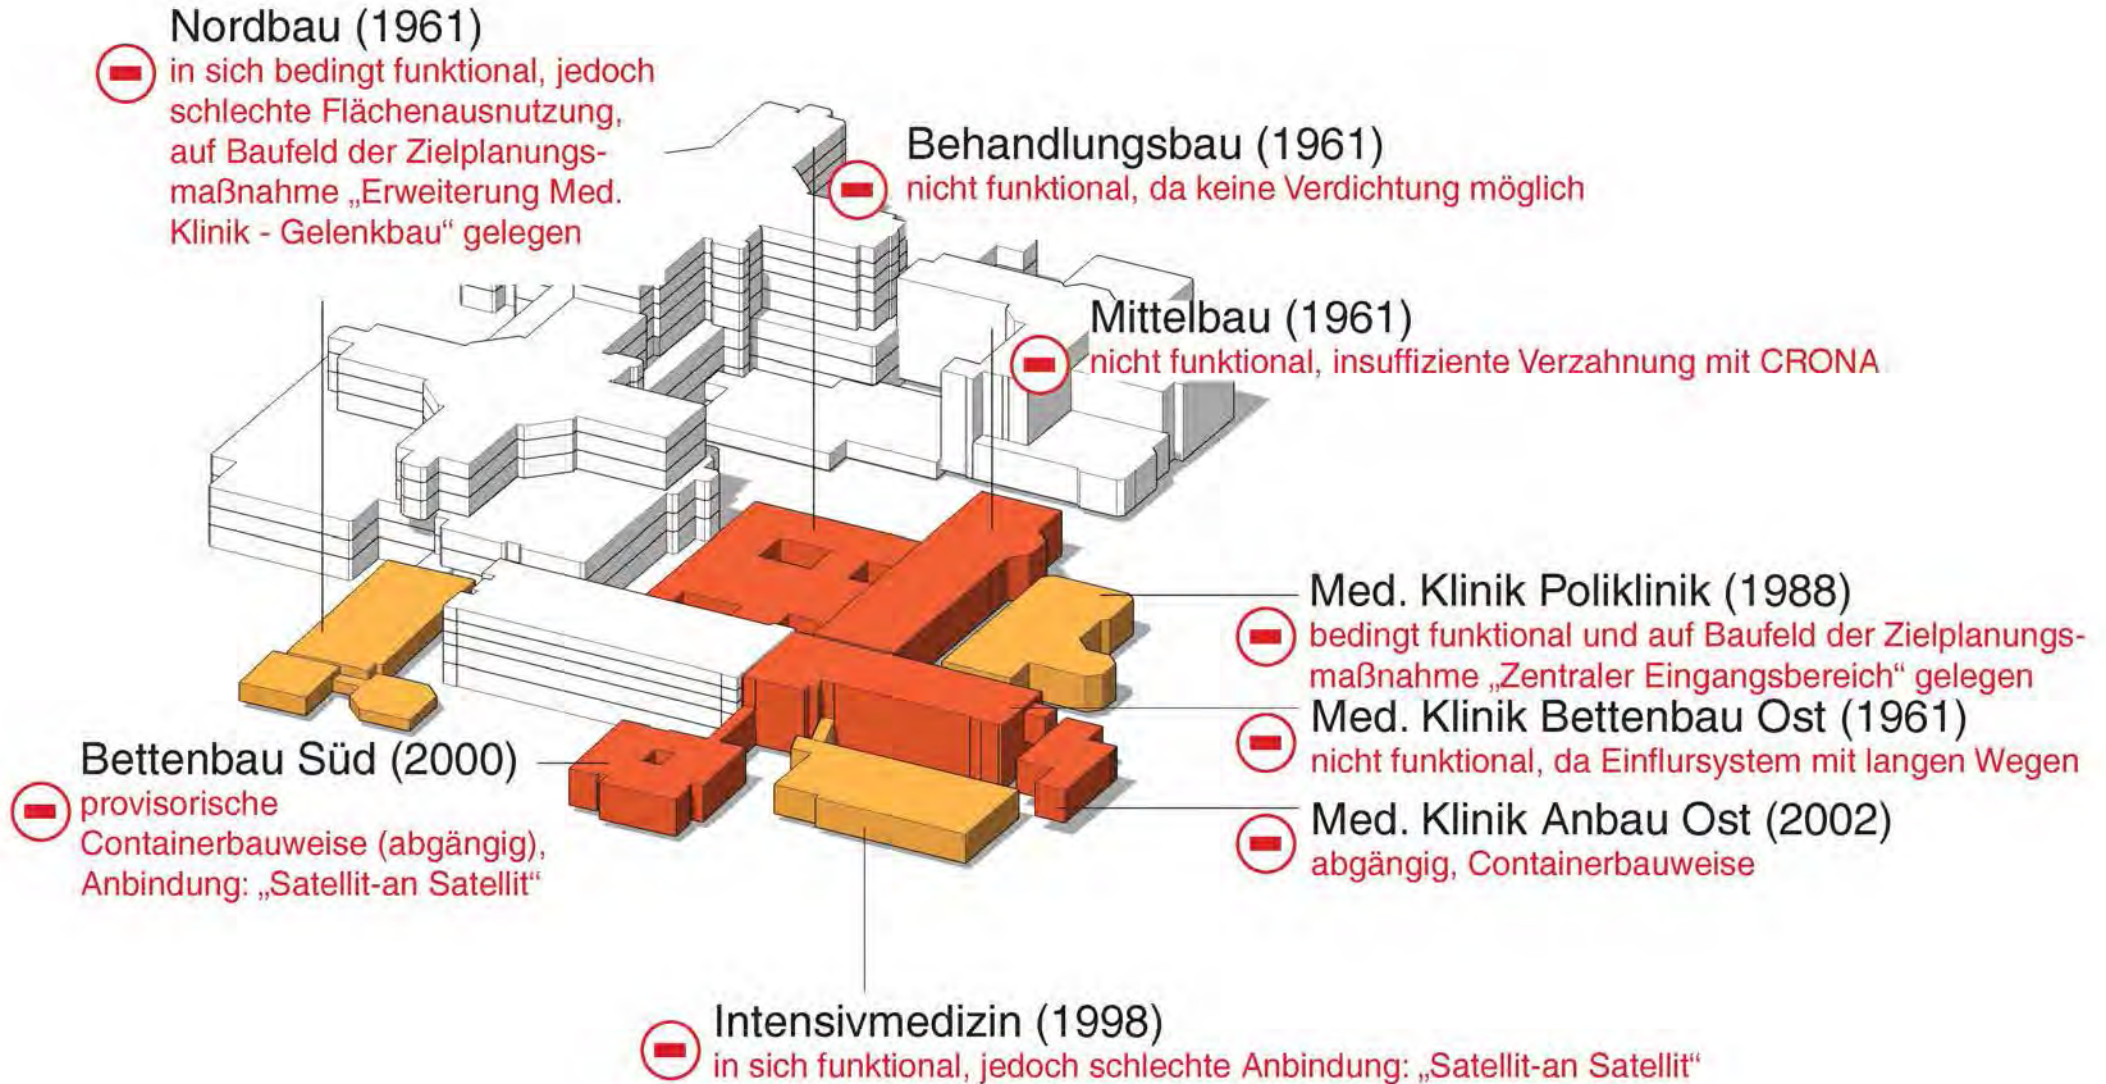 Nordbau (1961)
in sich bedingt funktional, jedoch
schlechte Flächenausnutzung,
auf Baufeld der Zielplanungs-
maßnahme „Erweiterung Med.
Klinik - Gelenkbau“ gelegen
Behandlungsbau (1961)
nicht funktional, da keine Verdichtung möglich
Mittelbau (1961)
nicht funktional, insuffiziente Verzahnung mit CRONA
Med. Klinik Poliklinik (1988)
bedingt funktional und auf Baufeld der Zielplanungs-
maßnahme „Zentraler Eingangsbereich“ gelegen
Med. Klinik Bettenbau Ost (1961)
nicht funktional, da Einflursystem mit langen Wegen
Bettenbau Süd (2000)
provisorische
Containerbauweise (abgängig),
Anbindung: „Satellit-an Satellit“
Med. Klinik Anbau Ost (2002)
abgängig, Containerbauweise
Intensivmedizin (1998)
in sich funktional, jedoch schlechte Anbindung: „Satellit-an Satellit“